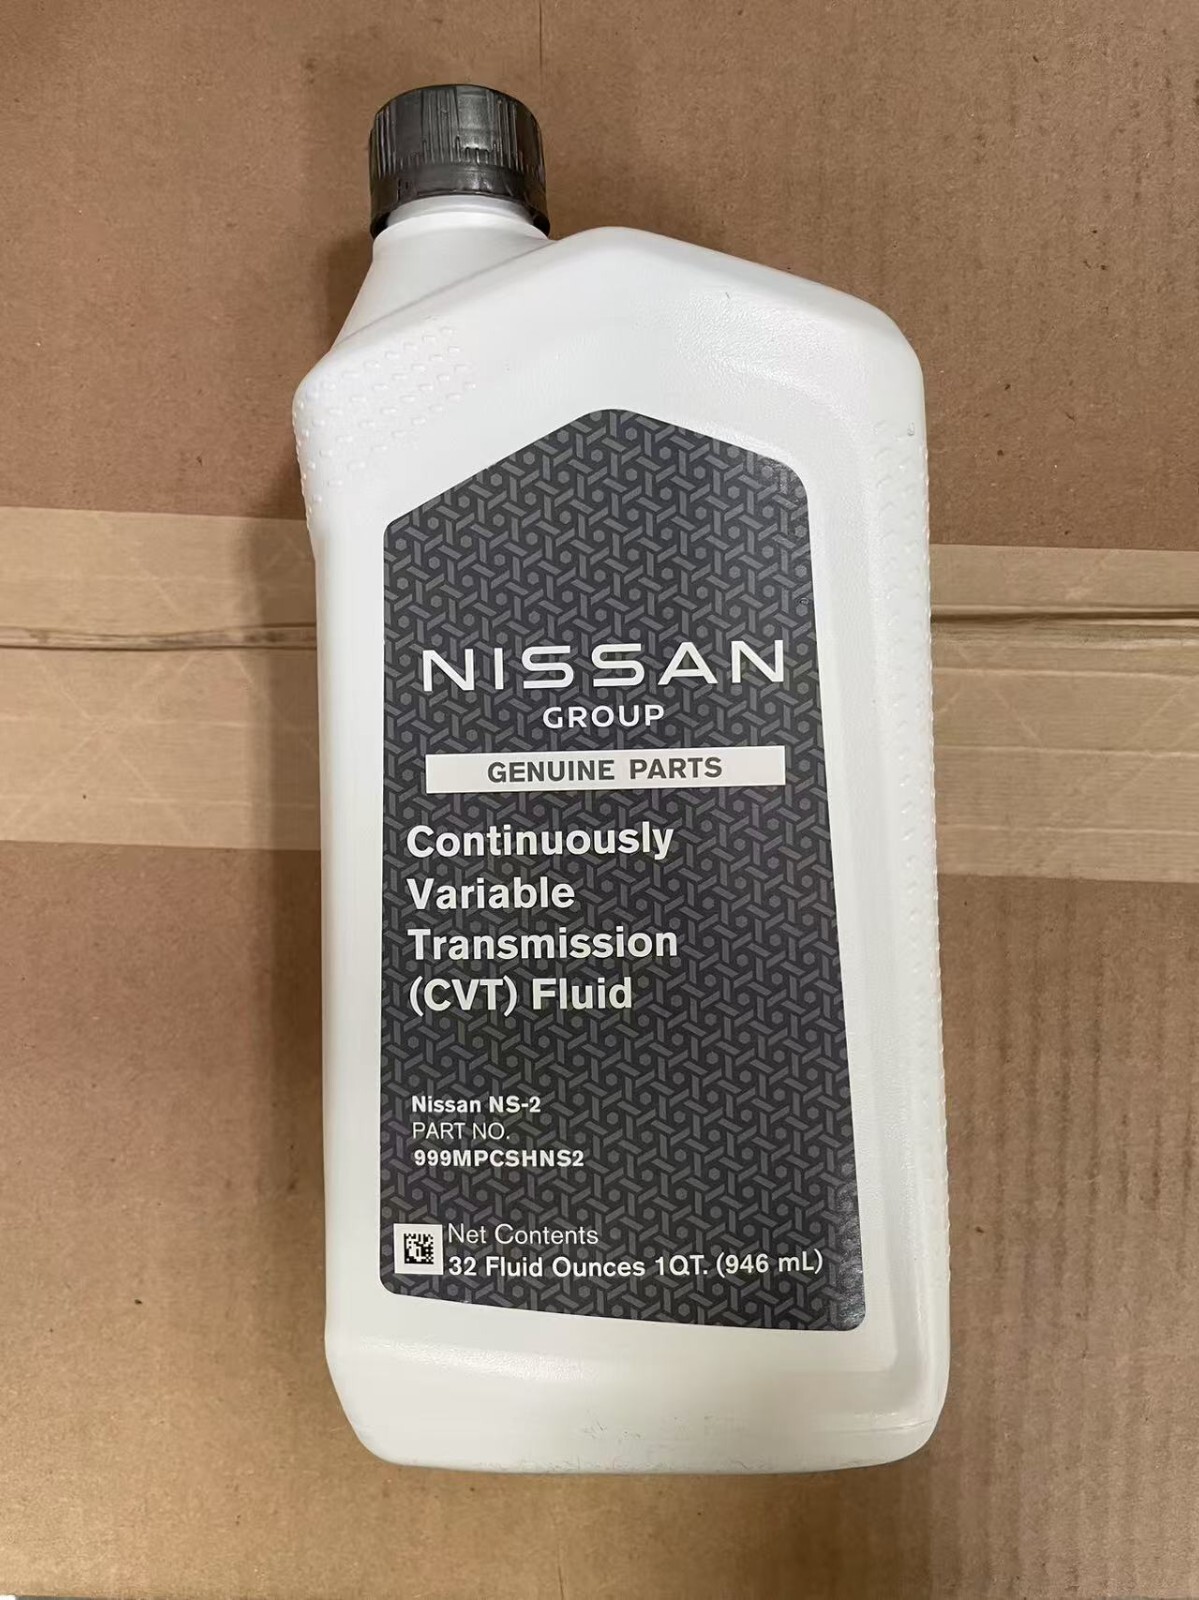 NISSAN
GROUP
GENUINE PARTS
Continuously
Variable
Transmission
(CVT) Fluid
Nissan NS-2
PART NO.
999MPCSHNS2
Net Contents
32 Fluid Ounces 1QT. (946 mL)